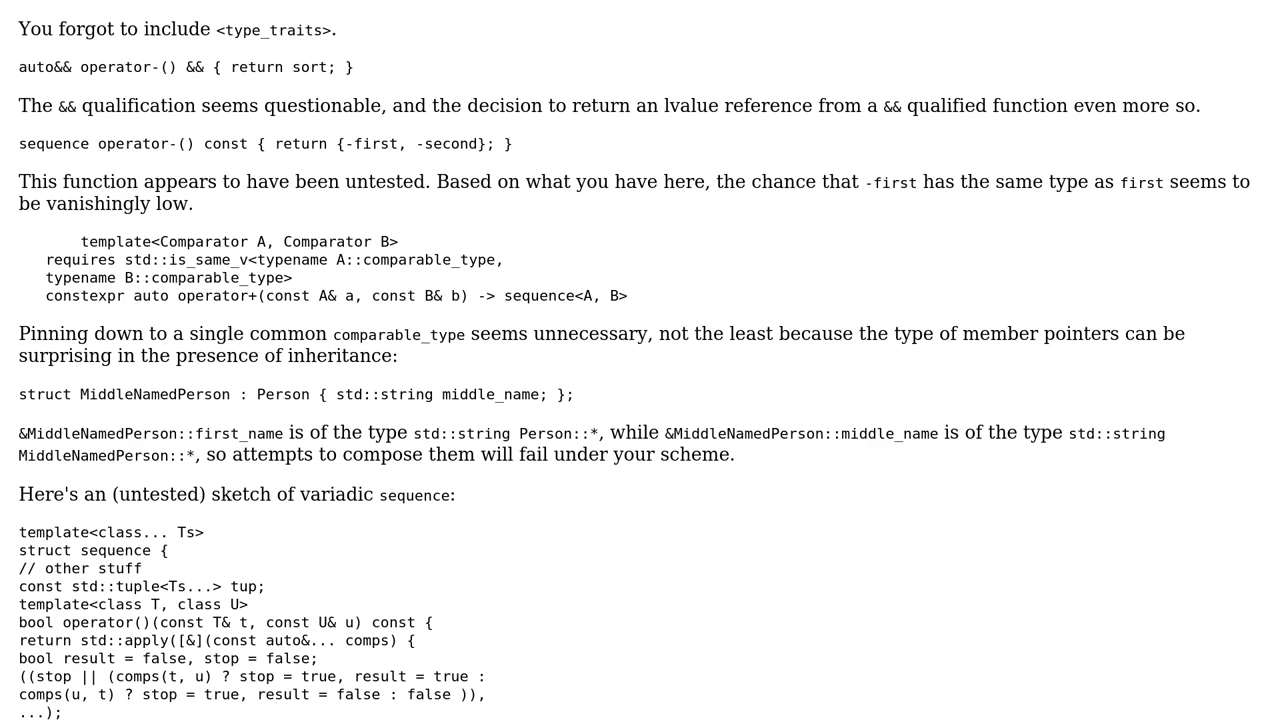 You forgot to include <type_traits>.
auto&& operator-() && { return sort; }
The && qualification seems questionable, and the decision to return an lvalue reference from a && qualified function even more so.
sequence operator-() const { return {-first, -second}; }
This function appears to have been untested. Based on what you have here, the chance that -first has the same type as first seems to
be vanishingly low.
template<Comparator A, Comparator B>
requires std::is_same_v<typename A::comparable_type,
typename B::comparable_type>
constexpr auto operator+(const A& a, const B& b) -> sequence<A, B>
Pinning down to a single common comparable_type seems unnecessary, not the least because the type of member pointers can be
surprising in the presence of inheritance:
struct MiddleNamedPerson : Person { std::string middle_name; };
&MiddleNamedPerson::first_name is of the type std::string Person::*, while &MiddleNamedPerson::middle_name is of the type std::string
MiddleNamedPerson::*, so attempts to compose them will fail under your scheme.
Here's an (untested) sketch of variadic sequence:
template<class... Ts>
struct sequence {
// other stuff
const std::tuple<Ts...> tup;
template<class T, class U>
bool operator()(const T& t, const U& u) const {
return std::apply([&](const auto&... comps) {
bool result = false, stop = false;
((stop || (comps(t, u) ? stop = true, result = true :
comps(u, t) ? stop = true, result = false : false )),
...);